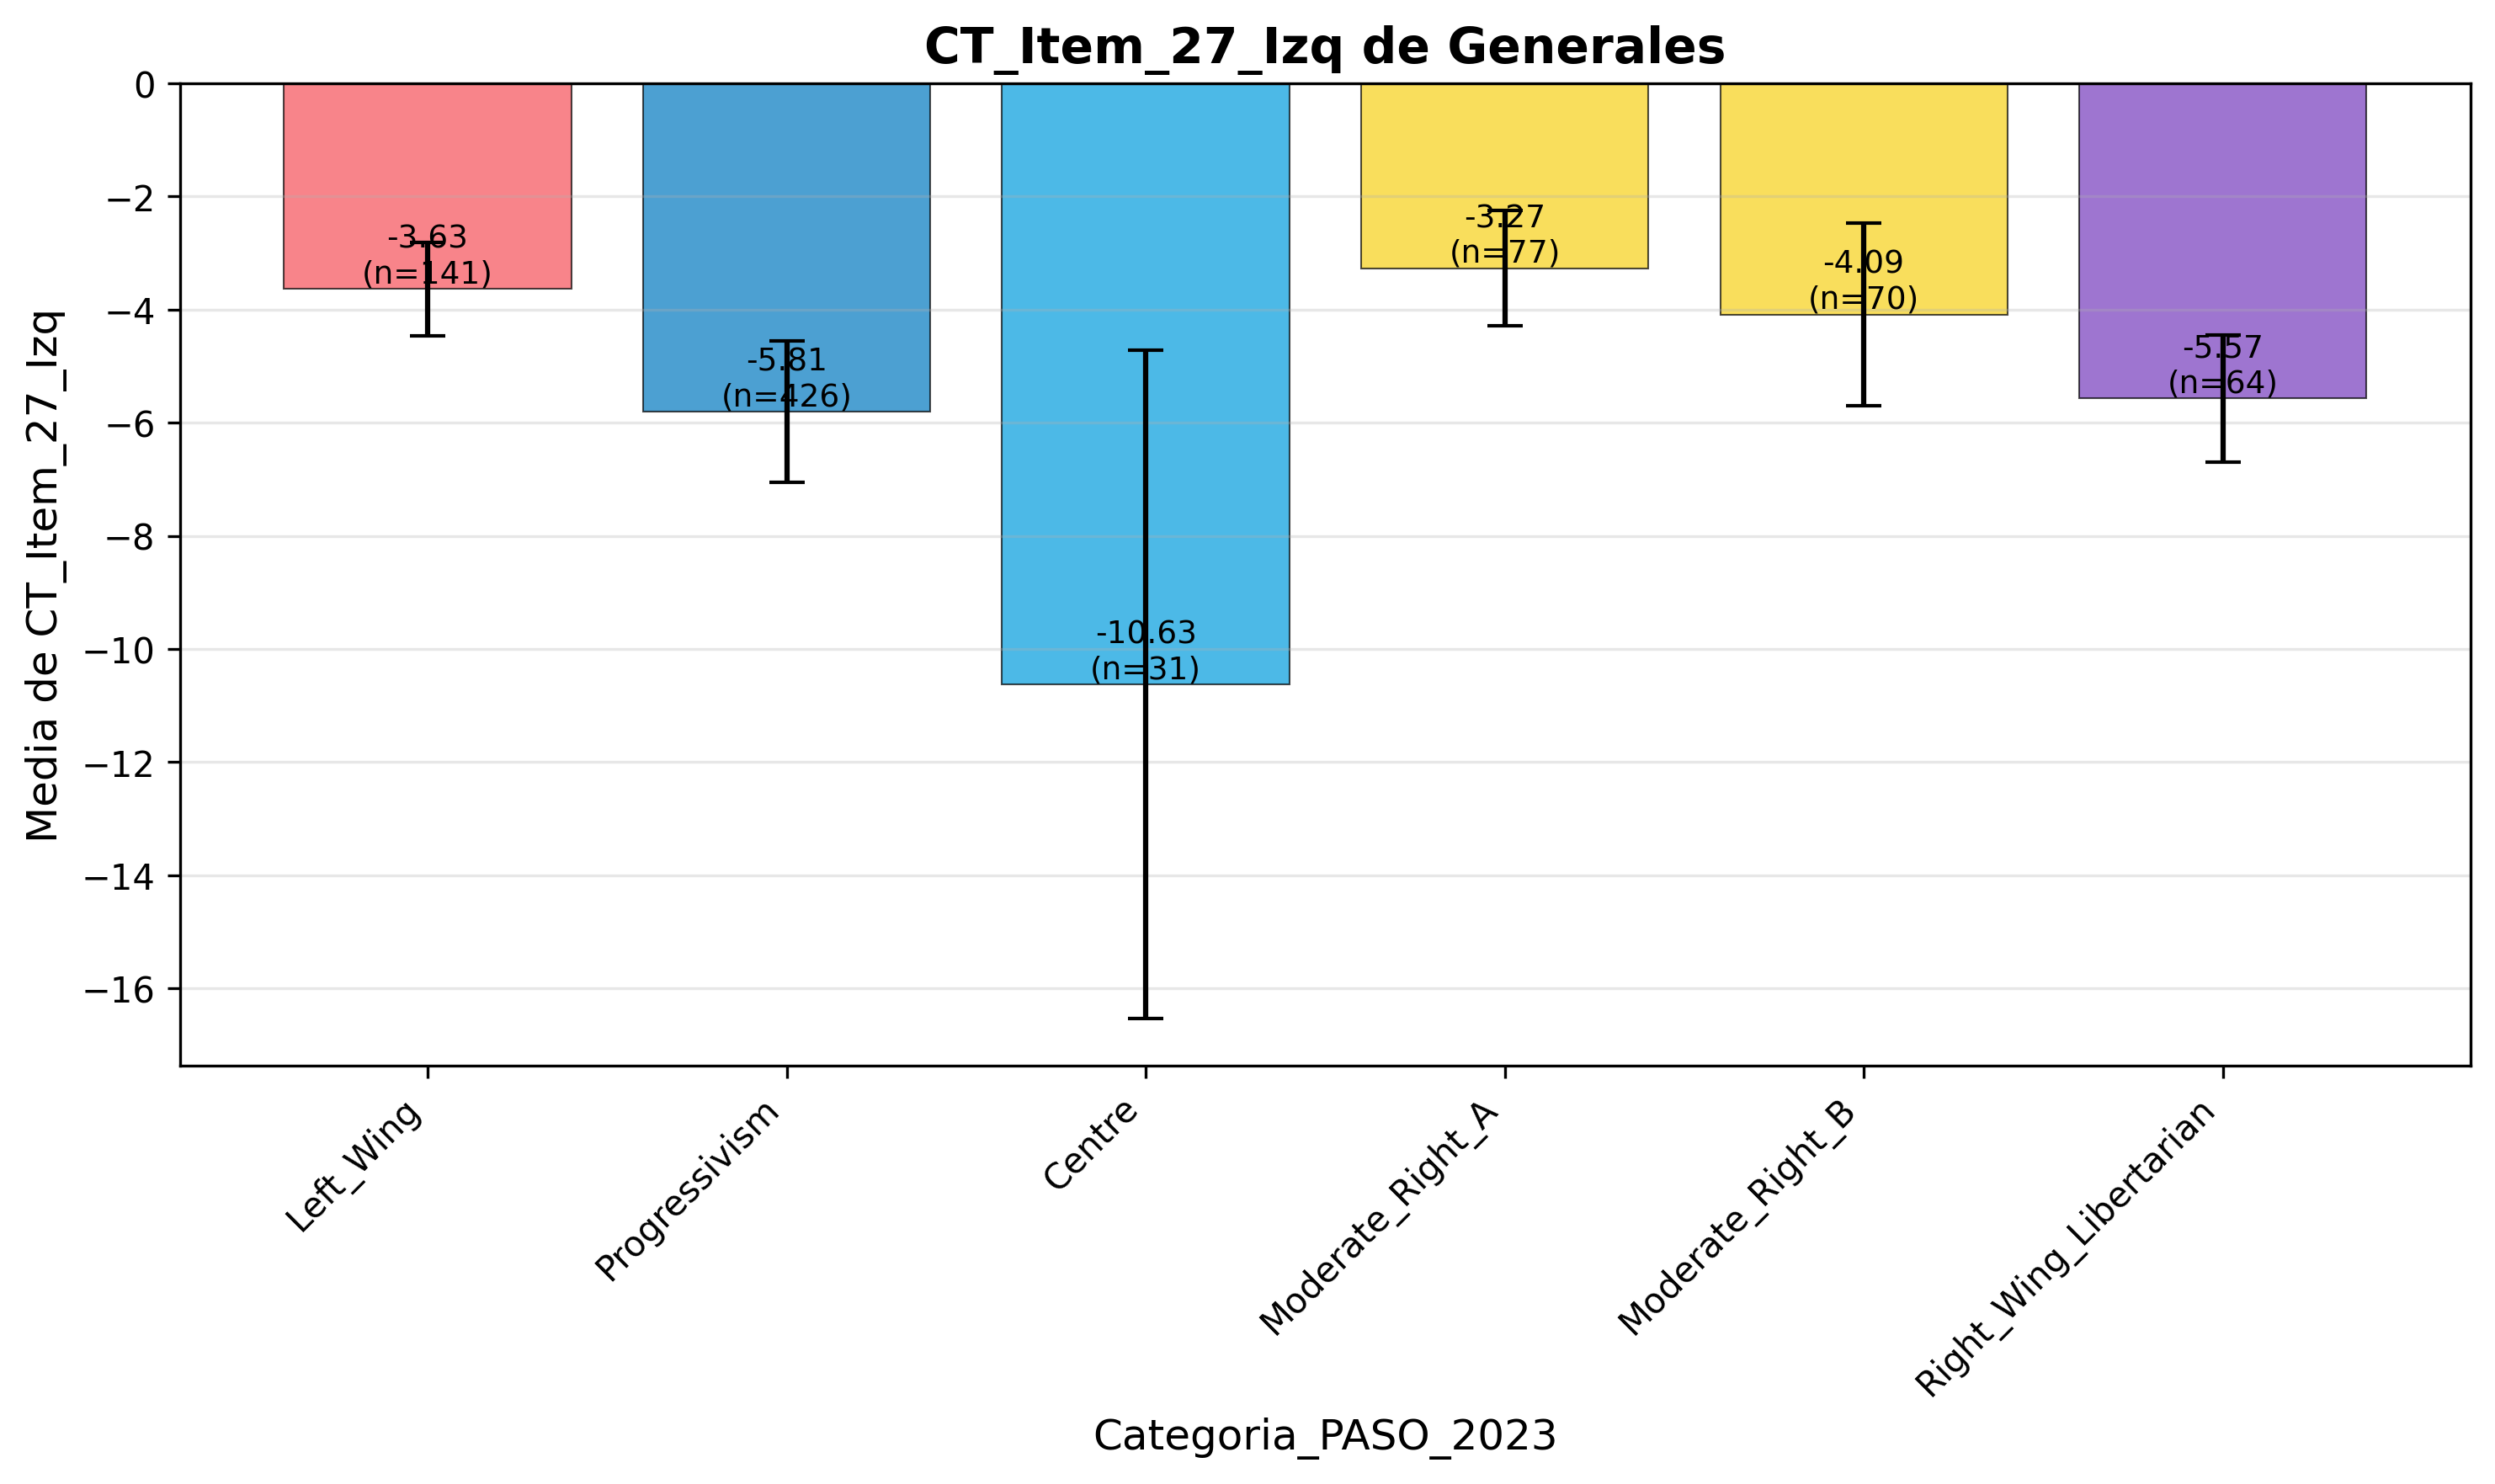 CT_Item_27_Izq de Generales
Media de CT_Item_27_Izq
0
−2
−4
−6
−8
−10
−12
−14
−16
-3.63
(n=141)
-5.81
(n=426)
-10.63
(n=31)
-3.27
(n=77)
-4.09
(n=70)
-5.57
(n=64)
Left_Wing
Progressivism
Centre
Moderate_Right_A
Moderate_Right_B
Right_Wing_Libertarian
Categoria_PASO_2023